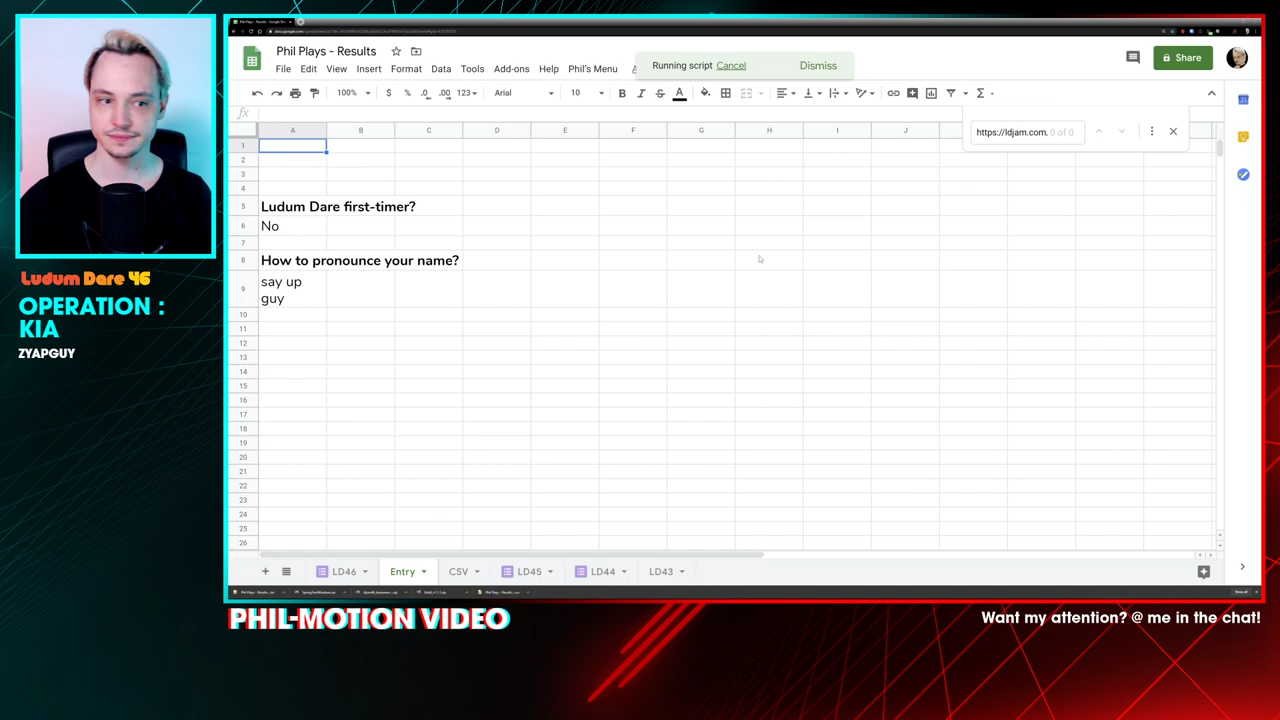 Phil Plays - Results
File Edit View Insert Format Data Tools Add-ons Help Phil's Menu
Running script Cancel Dismiss
Share
100% $ % .0 .00 123 Arial 10 B I S A
fx
https://ldjam.com. 0 of 0
A B C D E F G H I J
1
2
3
4
5 Ludum Dare first-timer?
6 No
7
8 How to pronounce your name?
9 say up
guy
10
11
12
13
14
15
16
17
18
19
20
21
22
23
24
25
26
LD46 Entry CSV LD45 LD44 LD43
Ludum Dare 46
OPERATION :
KIA
ZYAPGUY
PHIL-MOTION VIDEO
Want my attention? @ me in the chat!